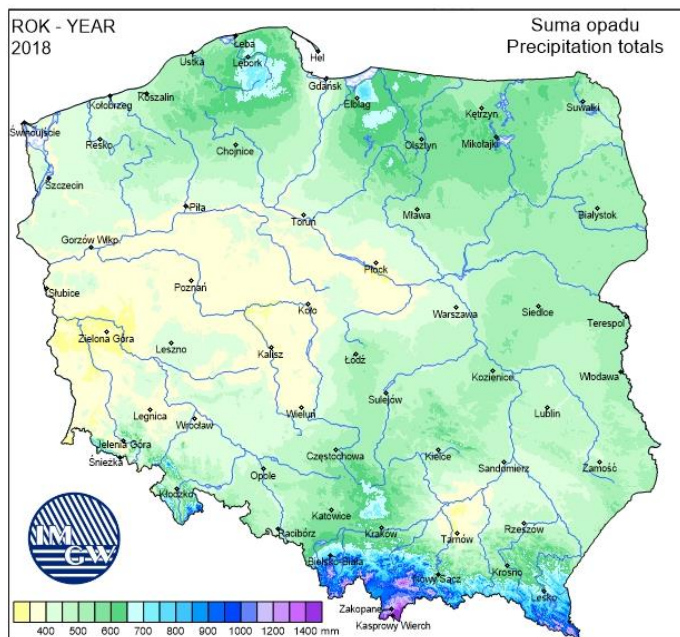 ROK - YEAR
2018
Suma opadu
Precipitation totals
Łeba
Ustka
Lębork
Hel
Gdańsk
Koszalin
Kołobrzeg
Elbląg
Kętrzyn
Suwałki
Świnoujście
Resko
Chojnice
Olsztyn
Mikołajki
Szczecin
Piła
Toruń
Mława
Białystok
Gorzów Wlkp.
Płock
Słubice
Poznań
Koło
Warszawa
Siedlce
Terespol
Zielona Góra
Leszno
Kalisz
Łódź
Kozienice
Włodawa
Sulejów
Legnica
Wrocław
Wieluń
Lublin
Jelenia Góra
Śnieżka
Częstochowa
Kielce
Sandomierz
Zamość
Opole
Kłodzko
Katowice
Kraków
Tarnów
Rzeszów
Racibórz
Bielsko-Biała
Nowy Sącz
Krosno
Lesko
Zakopane
Kasprowy Wierch
IM
GW
400 500 600 700 800 900 1000 1200 1400 mm